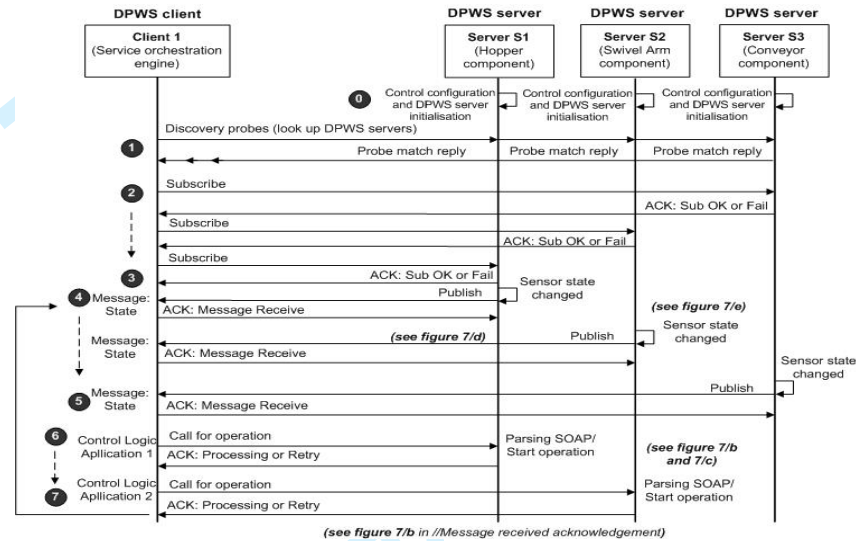 DPWS client DPWS server DPWS server DPWS server
Client 1
(Service orchestration
engine)
Server S1
(Hopper
component)
Server S2
(Swivel Arm
component)
Server S3
(Conveyor
component)
0
Control configuration
and DPWS server
initialisation
Control configuration
and DPWS server
initialisation
Control configuration
and DPWS server
initialisation
Discovery probes (look up DPWS servers)
1
Probe match reply Probe match reply Probe match reply
2
Subscribe
ACK: Sub OK or Fail
Subscribe
ACK: Sub OK or Fail
Subscribe
3
ACK: Sub OK or Fail
4
Message:
State
Publish
Sensor state
changed
ACK: Message Receive
(see figure 7/e)
Message:
State
(see figure 7/d)
Publish
Sensor state
changed
ACK: Message Receive
Sensor state
changed
5
Message:
State
Publish
ACK: Message Receive
6
Control Logic
Apllication 1
Call for operation
Parsing SOAP/
Start operation
ACK: Processing or Retry
(see figure 7/b
and 7/c)
7
Control Logic
Apllication 2
Call for operation
Parsing SOAP/
Start operation
ACK: Processing or Retry
(see figure 7/b in //Message received acknowledgement)